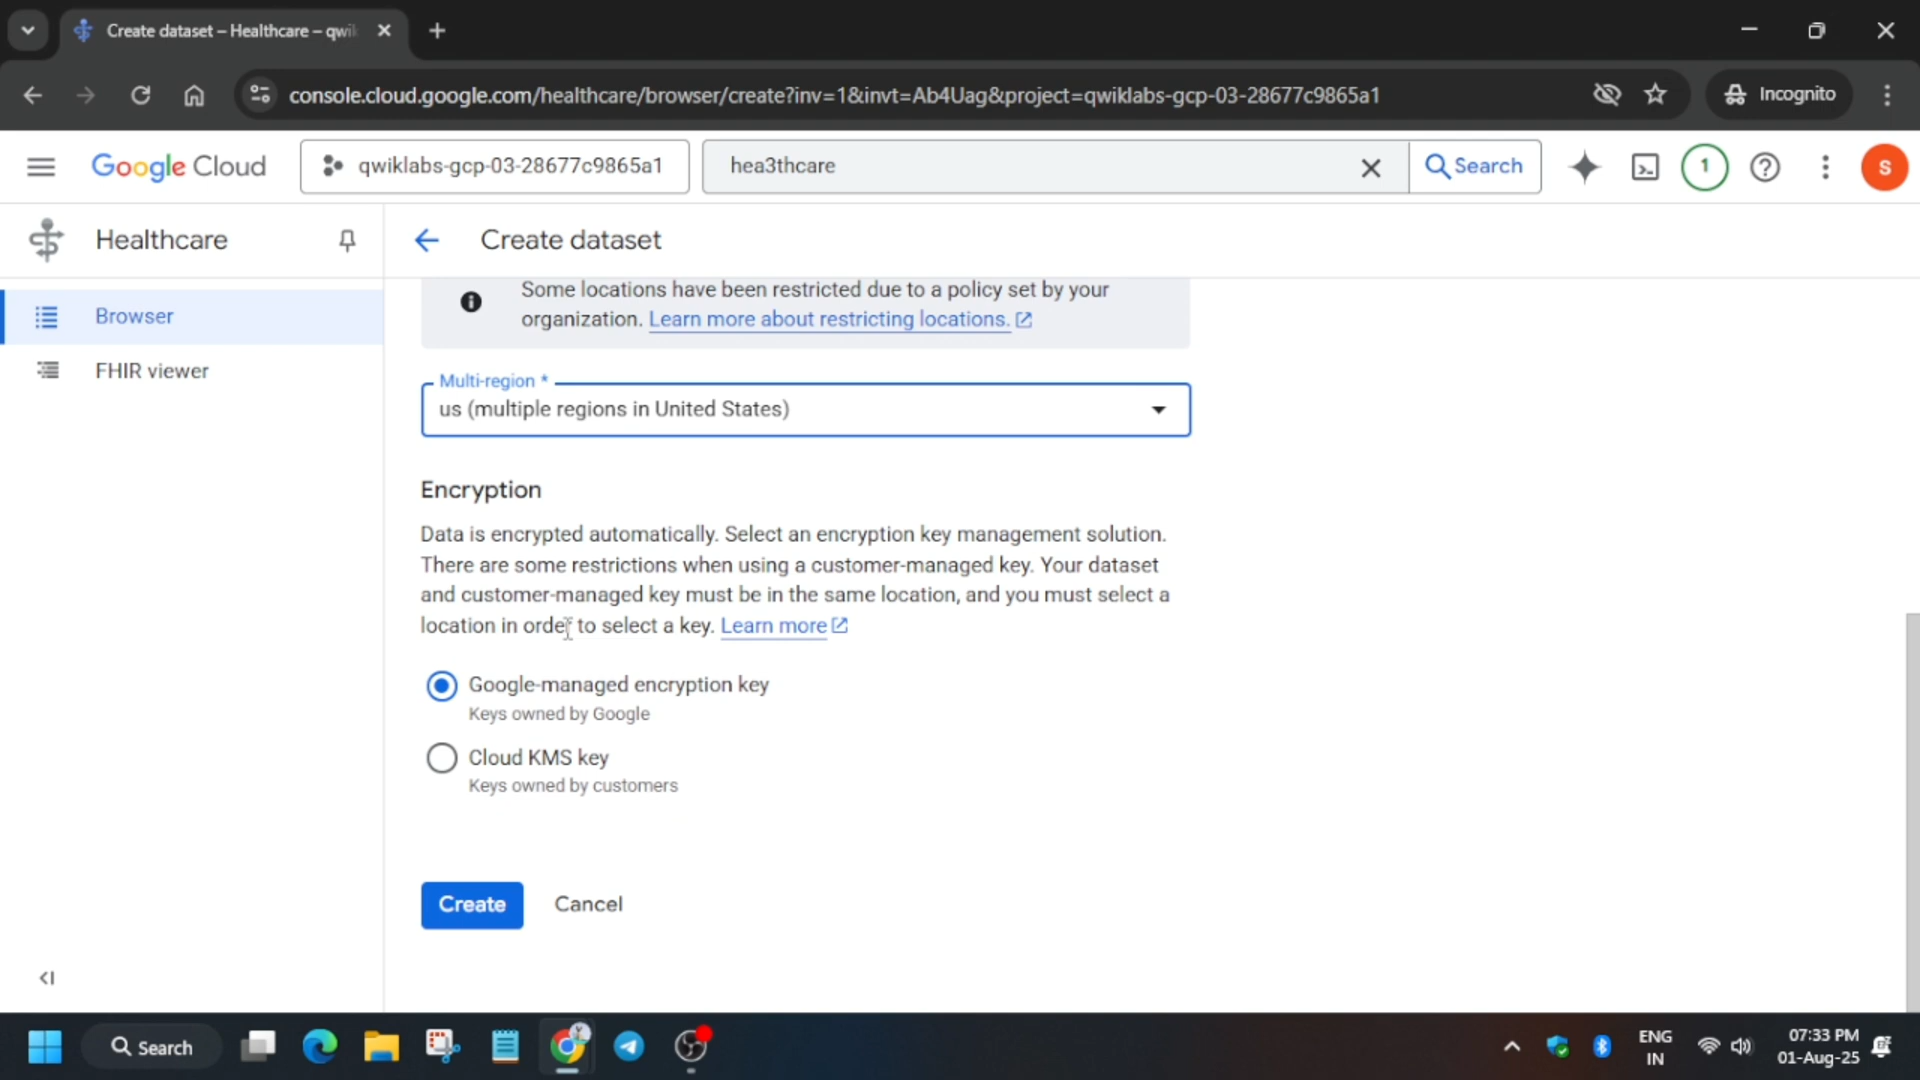 Create dataset – Healthcare – qwi
console.cloud.google.com/healthcare/browser/create?inv=1&invt=Ab4Uag&project=qwiklabs-gcp-03-28677c9865a1
Incognito
Google Cloud
qwiklabs-gcp-03-28677c9865a1
hea3thcare
Search
1
S
Healthcare
Create dataset
Browser
FHIR viewer
Some locations have been restricted due to a policy set by your
organization. Learn more about restricting locations.
Multi-region *
us (multiple regions in United States)
Encryption
Data is encrypted automatically. Select an encryption key management solution.
There are some restrictions when using a customer-managed key. Your dataset
and customer-managed key must be in the same location, and you must select a
location in order to select a key. Learn more
Google-managed encryption key
Keys owned by Google
Cloud KMS key
Keys owned by customers
Create
Cancel
Search
ENG
IN
07:33 PM
01-Aug-25